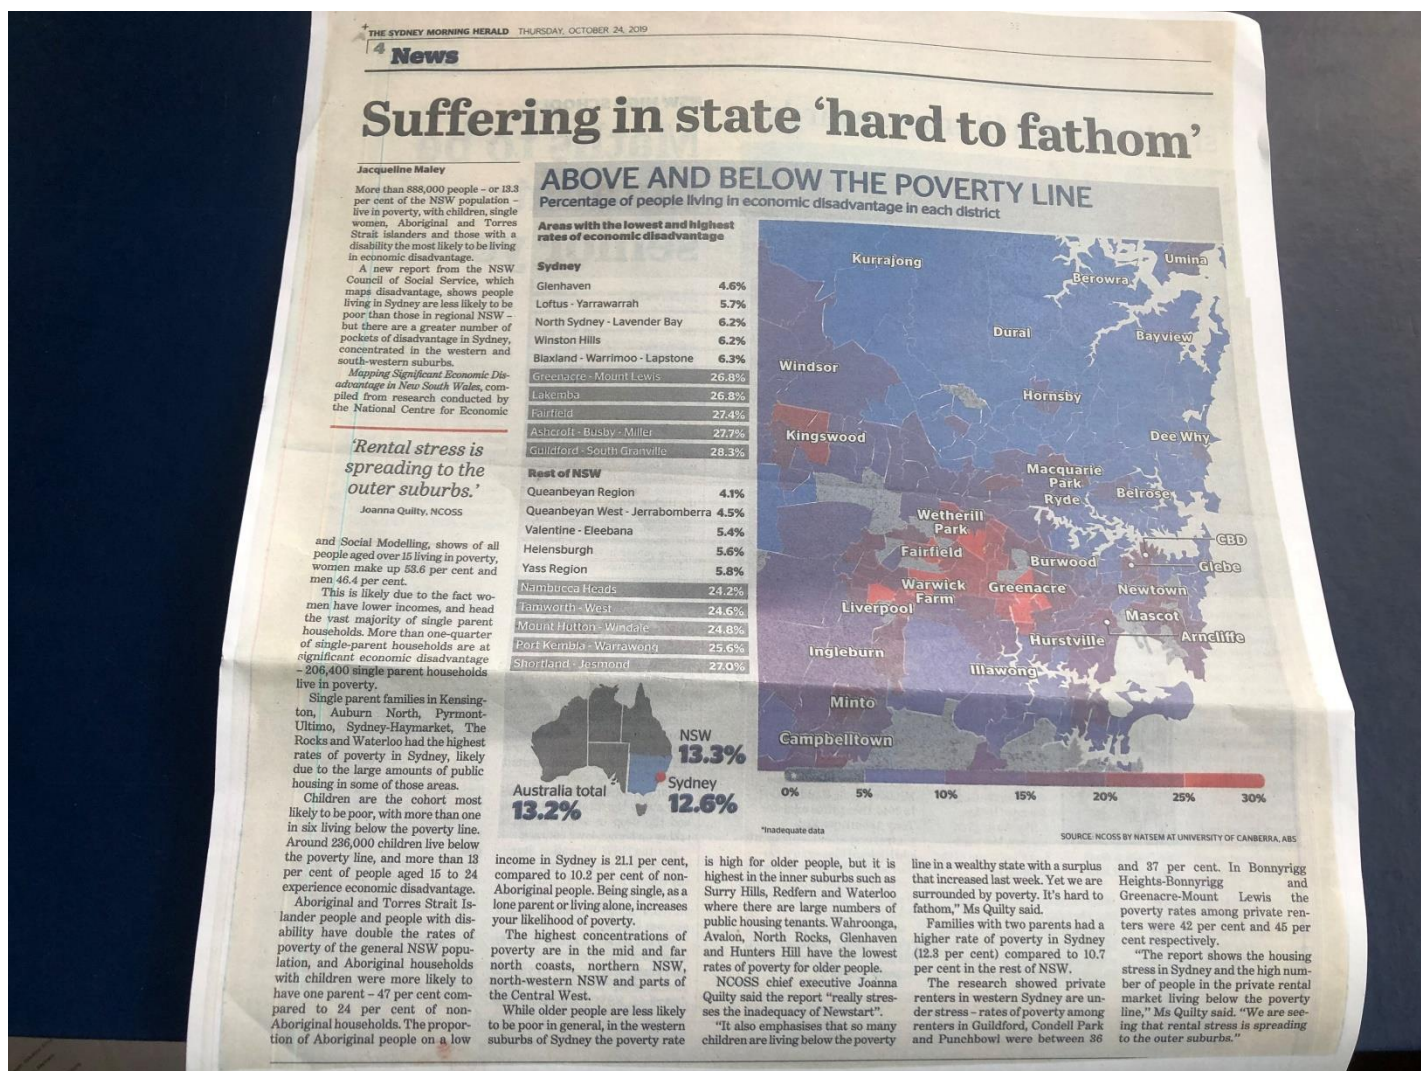 THE SYDNEY MORNING HERALD THURSDAY, OCTOBER 24, 2019
4 News
Suffering in state ‘hard to fathom’
Jacqueline Maley
More than 888,000 people – or 13.3
per cent of the NSW population –
live in poverty, with children, single
women, Aboriginal and Torres
Strait islanders and those with a
disability the most likely to be living
in economic disadvantage.
A new report from the NSW
Council of Social Service, which
maps disadvantage, shows people
living in Sydney are less likely to be
poor than those in regional NSW –
but there are a greater number of
pockets of disadvantage in Sydney,
concentrated in the western and
south-western suburbs.
Mapping Significant Economic Dis-
advantage in New South Wales, com-
piled from research conducted by
the National Centre for Economic
‘Rental stress is
spreading to the
outer suburbs.’
Joanna Quilty, NCOSS
and Social Modelling, shows of all
people aged over 15 living in poverty,
women make up 53.6 per cent and
men 46.4 per cent.
This is likely due to the fact wo-
men have lower incomes, and head
the vast majority of single parent
households. More than one-quarter
of single-parent households are at
significant economic disadvantage
– 206,400 single parent households
live in poverty.
Single parent families in Kensing-
ton, Auburn North, Pyrmont-
Ultimo, Sydney-Haymarket, The
Rocks and Waterloo had the highest
rates of poverty in Sydney, likely
due to the large amounts of public
housing in some of those areas.
Children are the cohort most
likely to be poor, with more than one
in six living below the poverty line.
Around 236,000 children live below
the poverty line, and more than 13
per cent of people aged 15 to 24
experience economic disadvantage.
Aboriginal and Torres Strait Is-
lander people and people with dis-
ability have double the rates of
poverty of the general NSW popu-
lation, and Aboriginal households
with children were more likely to
have one parent – 47 per cent com-
pared to 24 per cent of non-
Aboriginal households. The propor-
tion of Aboriginal people on a low
ABOVE AND BELOW THE POVERTY LINE
Percentage of people living in economic disadvantage in each district
Areas with the lowest and highest
rates of economic disadvantage
Sydney
Glenhaven 4.6%
Loftus - Yarrawarrah 5.7%
North Sydney - Lavender Bay 6.2%
Winston Hills 6.2%
Blaxland - Warrimoo - Lapstone 6.3%
Greenacre - Mount Lewis 26.8%
Lakemba 26.8%
Fairfield 27.4%
Ashcroft - Busby - Miller 27.7%
Guildford - South Granville 28.3%
Rest of NSW
Queanbeyan Region 4.1%
Queanbeyan West - Jerrabomberra 4.5%
Valentine - Eleebana 5.4%
Helensburgh 5.6%
Yass Region 5.8%
Nambucca Heads 24.2%
Tamworth - West 24.6%
Mount Hutton - Windale 24.8%
Port Kembla - Warrawong 25.6%
Shortland - Jesmond 27.0%
NSW
13.3%
Sydney
12.6%
Australia total
13.2%
Kurrajong
Umina
Berowra
Dural
Bayview
Windsor
Hornsby
Kingswood
Dee Why
Macquarie
Park
Ryde
Belrose
Wetherill
Park
CBD
Fairfield
Burwood
Glebe
Warwick
Farm
Greenacre
Newtown
Liverpool
Mascot
Hurstville
Arncliffe
Ingleburn
Illawong
Minto
Campbelltown
0% 5% 10% 15% 20% 25% 30%
*Inadequate data
SOURCE: NCOSS BY NATSEM AT UNIVERSITY OF CANBERRA, ABS
income in Sydney is 21.1 per cent,
compared to 10.2 per cent of non-
Aboriginal people. Being single, as a
lone parent or living alone, increases
your likelihood of poverty.
The highest concentrations of
poverty are in the mid and far
north coasts, northern NSW,
north-western NSW and parts of
the Central West.
While older people are less likely
to be poor in general, in the western
suburbs of Sydney the poverty rate
is high for older people, but it is
highest in the inner suburbs such as
Surry Hills, Redfern and Waterloo
where there are large numbers of
public housing tenants. Wahroonga,
Avalon, North Rocks, Glenhaven
and Hunters Hill have the lowest
rates of poverty for older people.
NCOSS chief executive Joanna
Quilty said the report “really stres-
ses the inadequacy of Newstart”.
“It also emphasises that so many
children are living below the poverty
line in a wealthy state with a surplus
that increased last week. Yet we are
surrounded by poverty. It’s hard to
fathom,” Ms Quilty said.
Families with two parents had a
higher rate of poverty in Sydney
(12.3 per cent) compared to 10.7
per cent in the rest of NSW.
The research showed private
renters in western Sydney are un-
der stress – rates of poverty among
renters in Guildford, Condell Park
and Punchbowl were between 36
and 37 per cent. In Bonnyrigg
Heights-Bonnyrigg and
Greenacre-Mount Lewis the
poverty rates among private ren-
ters were 42 per cent and 45 per
cent respectively.
“The report shows the housing
stress in Sydney and the high num-
ber of people in the private rental
market living below the poverty
line,” Ms Quilty said. “We are see-
ing that rental stress is spreading
to the outer suburbs.”